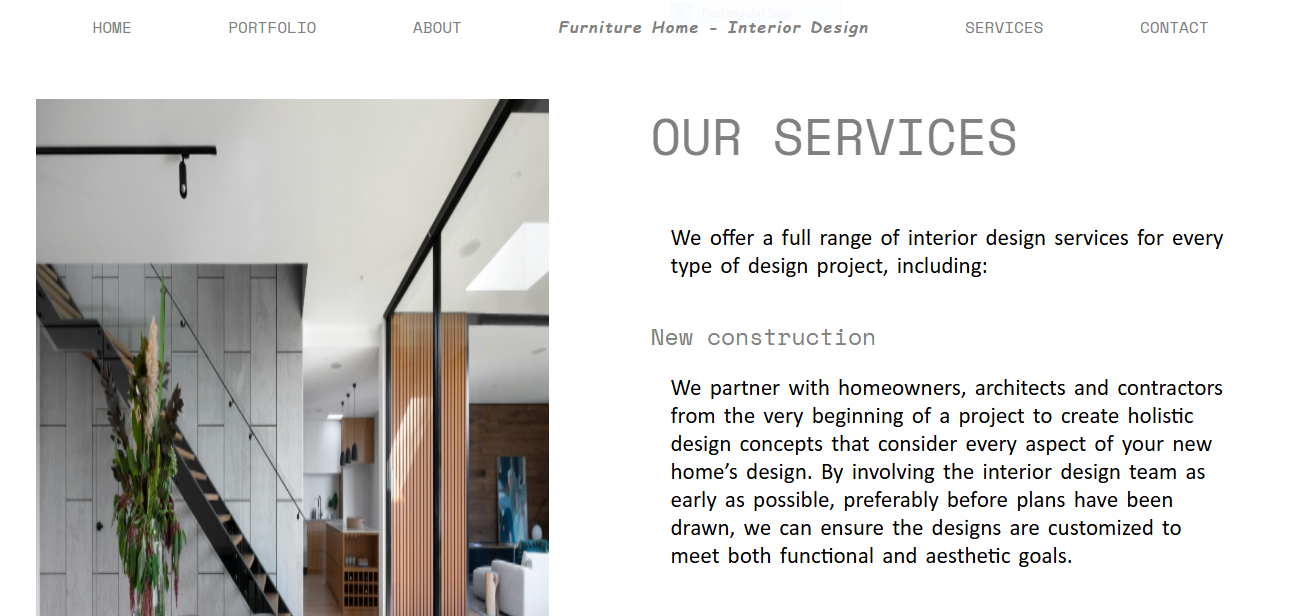 Rectangular Snip
HOME PORTFOLIO ABOUT Furniture Home - Interior Design SERVICES CONTACT
OUR SERVICES
We offer a full range of interior design services for every
type of design project, including:
New construction
We partner with homeowners, architects and contractors
from the very beginning of a project to create holistic
design concepts that consider every aspect of your new
home’s design. By involving the interior design team as
early as possible, preferably before plans have been
drawn, we can ensure the designs are customized to
meet both functional and aesthetic goals.